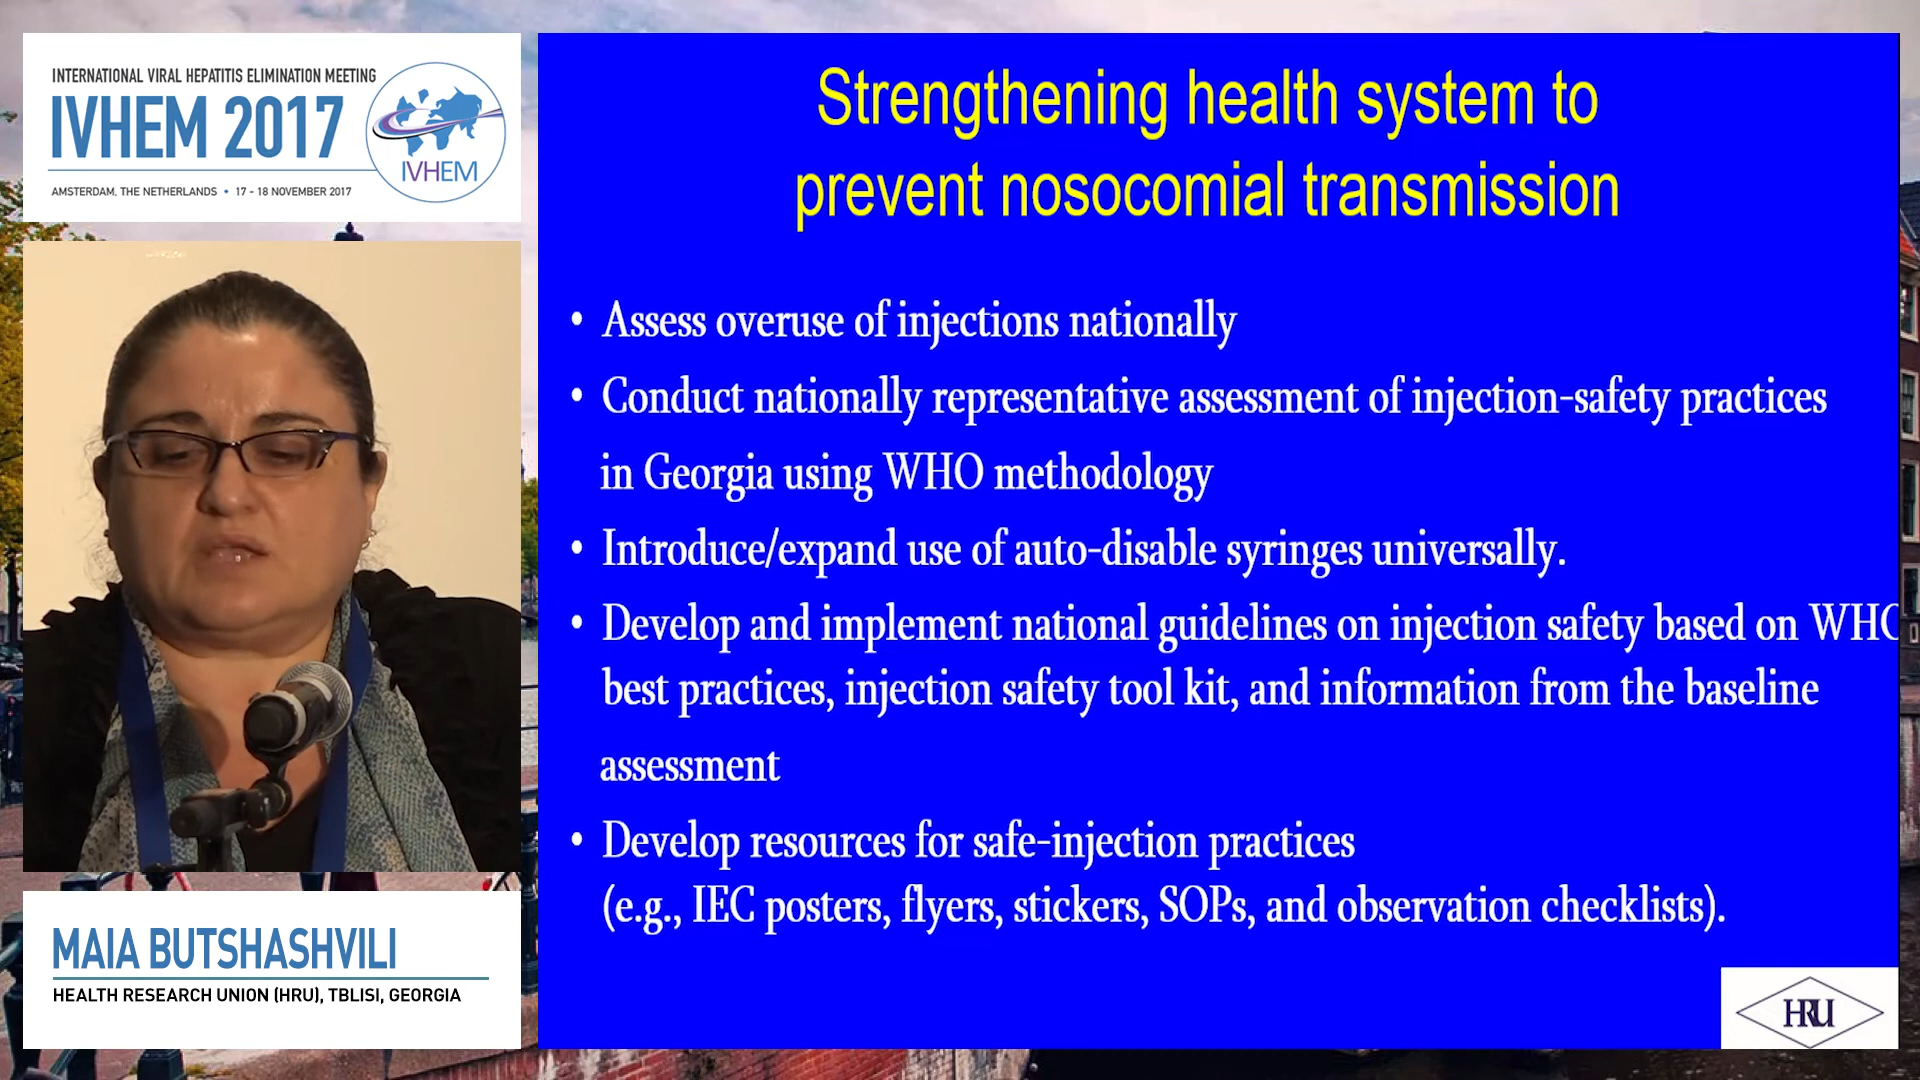 INTERNATIONAL VIRAL HEPATITIS ELIMINATION MEETING
IVHEM 2017
IVHEM
AMSTERDAM, THE NETHERLANDS • 17 - 18 NOVEMBER 2017
MAIA BUTSHASHVILI
HEALTH RESEARCH UNION (HRU), TBLISI, GEORGIA
Strengthening health system to
prevent nosocomial transmission
• Assess overuse of injections nationally
• Conduct nationally representative assessment of injection-safety practices
in Georgia using WHO methodology
• Introduce/expand use of auto-disable syringes universally.
• Develop and implement national guidelines on injection safety based on WHO
best practices, injection safety tool kit, and information from the baseline
assessment
• Develop resources for safe-injection practices
(e.g., IEC posters, flyers, stickers, SOPs, and observation checklists).
HRU